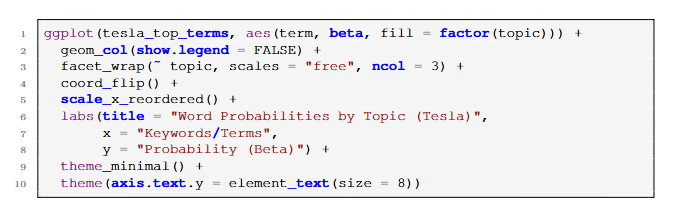 1 ggplot(tesla_top_terms, aes(term, beta, fill = factor(topic))) +
2 geom_col(show.legend = FALSE) +
3 facet_wrap(~ topic, scales = "free", ncol = 3) +
4 coord_flip() +
5 scale_x_reordered() +
6 labs(title = "Word Probabilities by Topic (Tesla)",
7 x = "Keywords/Terms",
8 y = "Probability (Beta)") +
9 theme_minimal() +
10 theme(axis.text.y = element_text(size = 8))